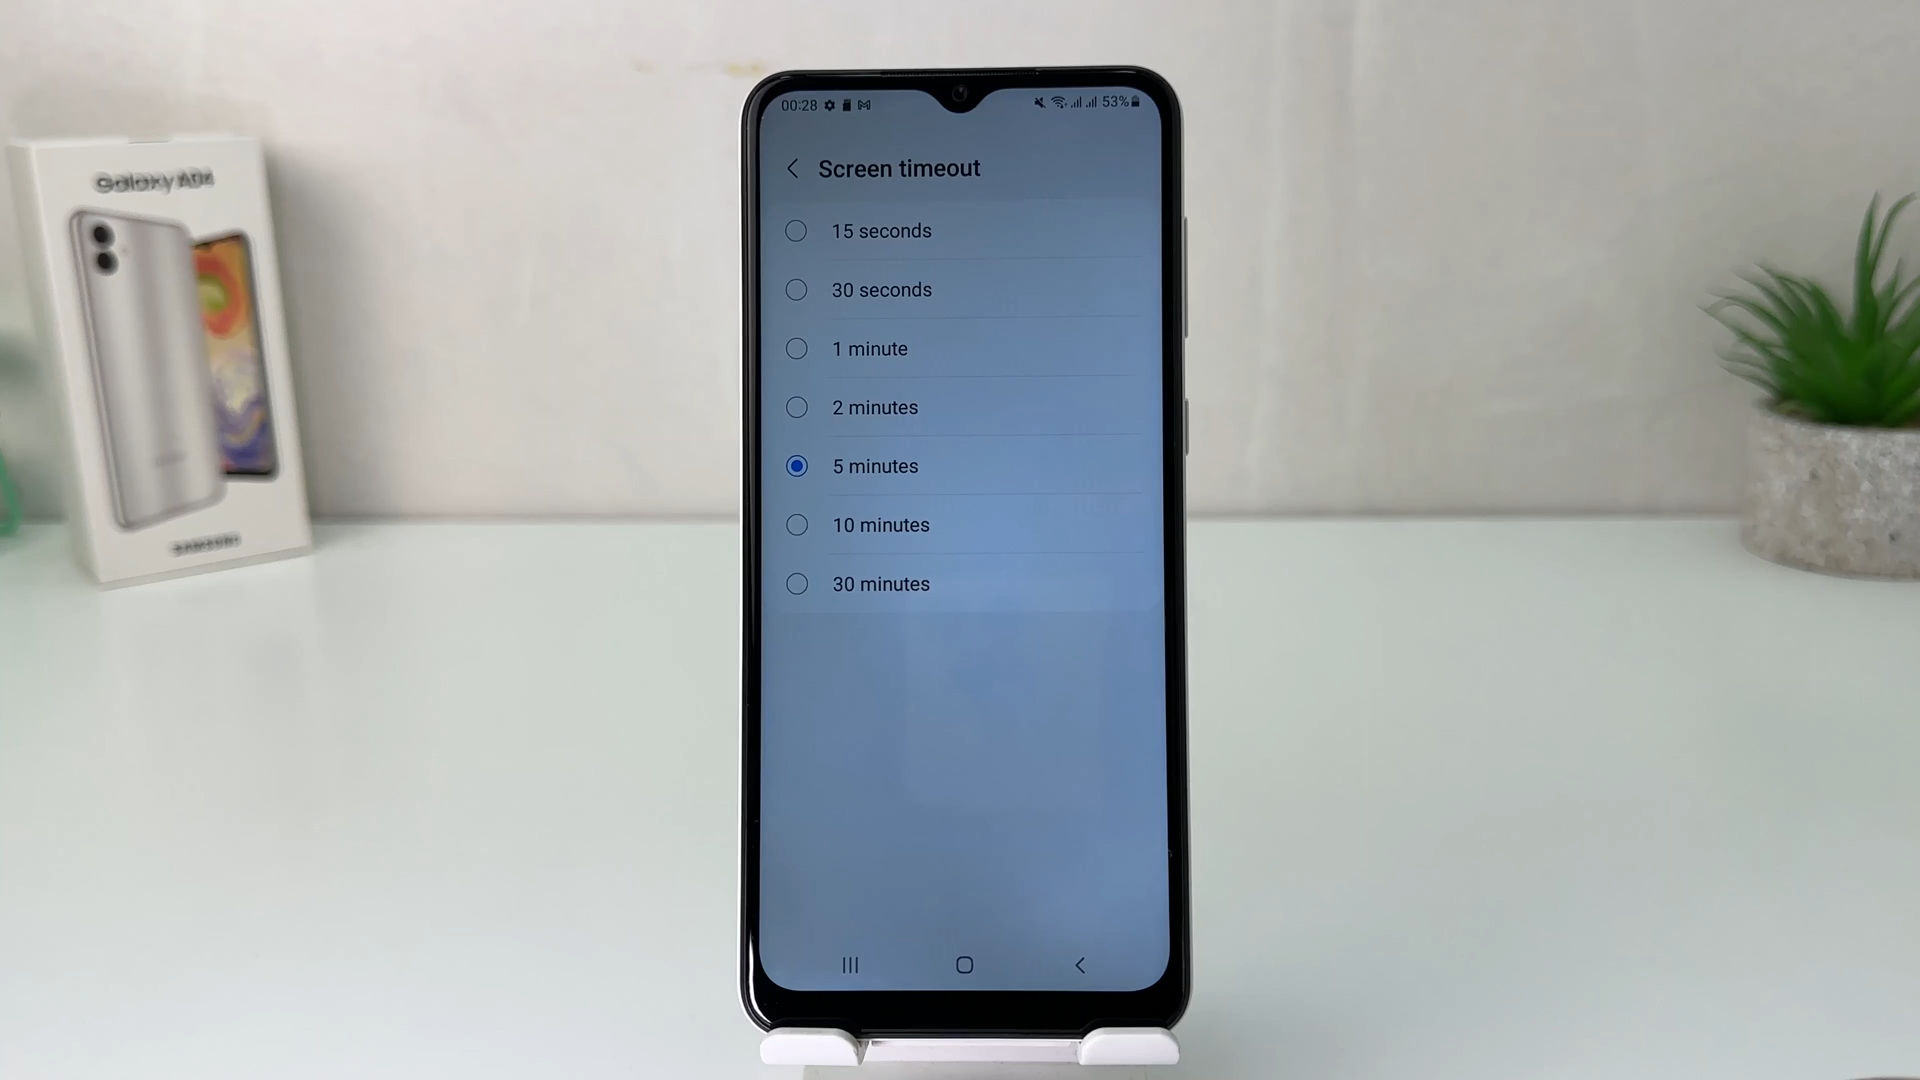 Galaxy A04
SAMSUNG
00:28
53%
Screen timeout
15 seconds
30 seconds
1 minute
2 minutes
5 minutes
10 minutes
30 minutes